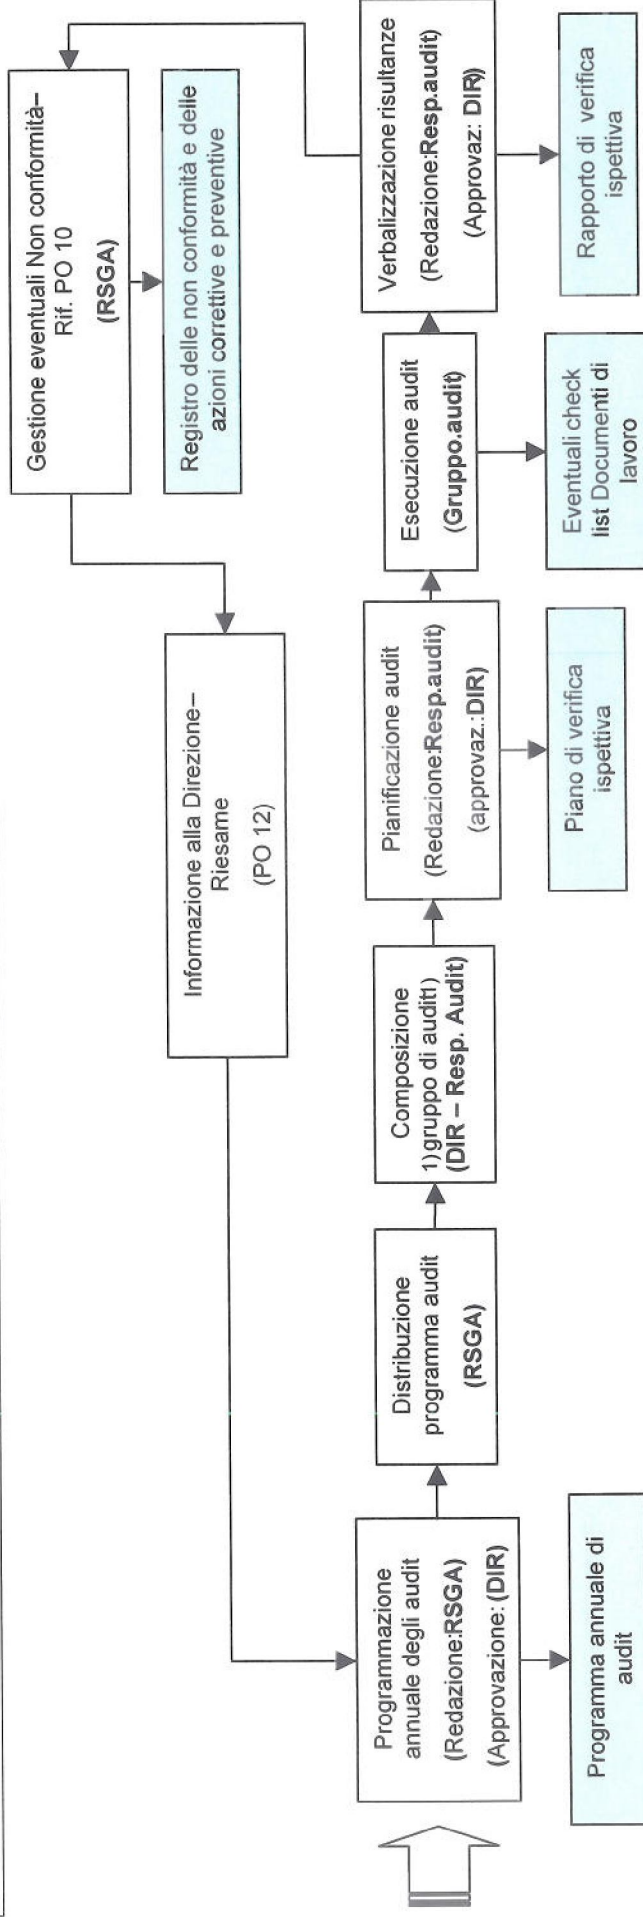 Gestione eventuali Non conformità–
Rif. PO 10
(RSGA)
Registro delle non conformità e delle
azioni correttive e preventive
Informazione alla Direzione–
Riesame
(PO 12)
Programmazione
annuale degli audit
(Redazione:RSGA)
(Approvazione: (DIR)
Programma annuale di
audit
Distribuzione
programma audit
(RSGA)
Composizione
1)gruppo di audit1)
(DIR – Resp. Audit)
Pianificazione audit
(Redazione:Resp.audit)
(approvaz.:DIR)
Piano di verifica
ispettiva
Esecuzione audit
(Gruppo.audit)
Eventuali check
list Documenti di
lavoro
Verbalizzazione risultanze
(Redazione:Resp.audit)
(Approvaz: DIR))
Rapporto di verifica
ispettiva